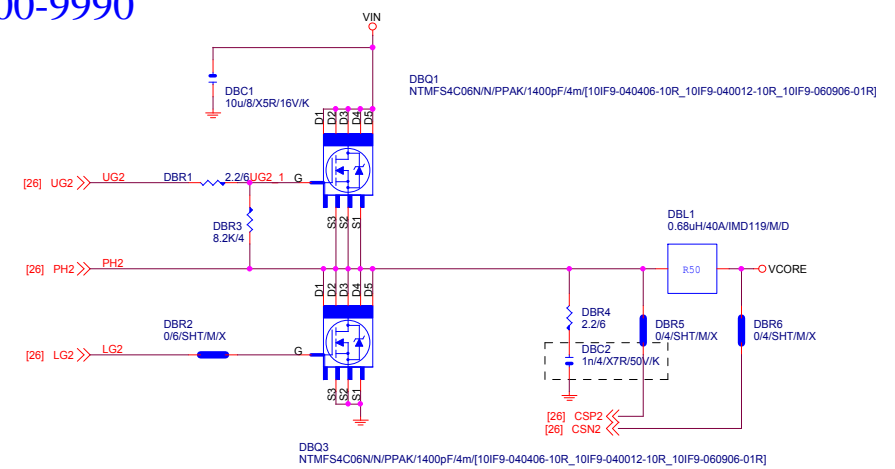 00-9990
VIN
DBC1
10u/8/X5R/16V/K
DBQ1
NTMFS4C06N/N/PPAK/1400pF/4m/[10IF9-040406-10R_10IF9-040012-10R_10IF9-060906-01R]
D1 D2 D3 D4 D5
[26] UG2 UG2 DBR1 2.2/6 UG2_1 G
S3 S2 S1
DBR3
8.2K/4
DBL1
0.68uH/40A/IMD119/M/D
[26] PH2 PH2 R50 VCORE
D1 D2 D3 D4 D5
DBR2
0/6/SHT/M/X
[26] LG2 LG2 G
S3 S2 S1
DBR4
2.2/6
DBR5
0/4/SHT/M/X
DBR6
0/4/SHT/M/X
DBC2
1n/4/X7R/50V/K
[26] CSP2
[26] CSN2
DBQ3
NTMFS4C06N/N/PPAK/1400pF/4m/[10IF9-040406-10R_10IF9-040012-10R_10IF9-060906-01R]